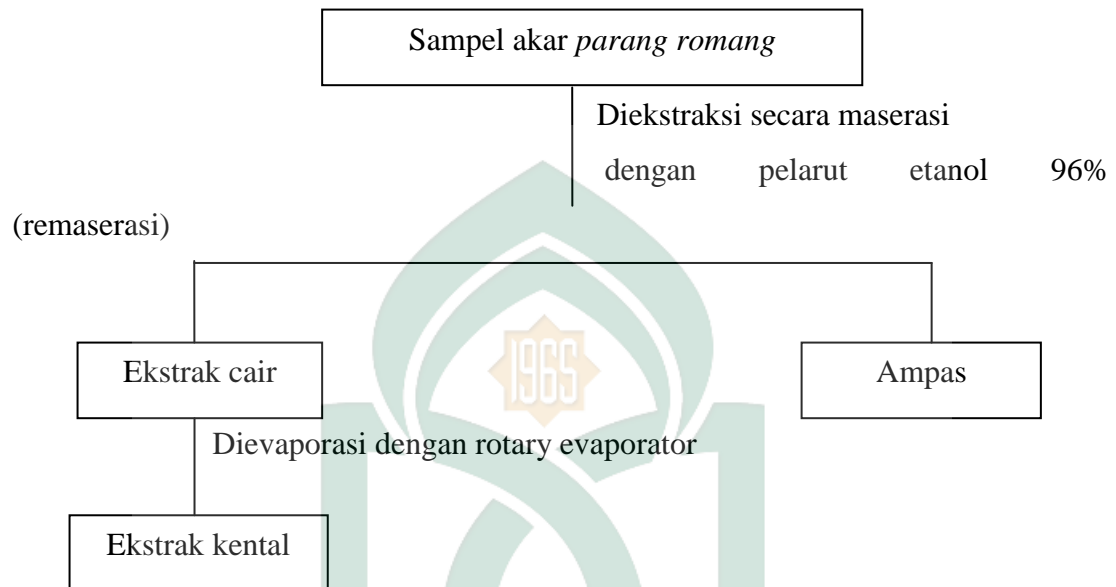 Sampel akar parang romang
Diekstraksi secara maserasi
dengan pelarut etanol 96%
(remaserasi)
Ekstrak cair
Ampas
1965
Dievaporasi dengan rotary evaporator
Ekstrak kental